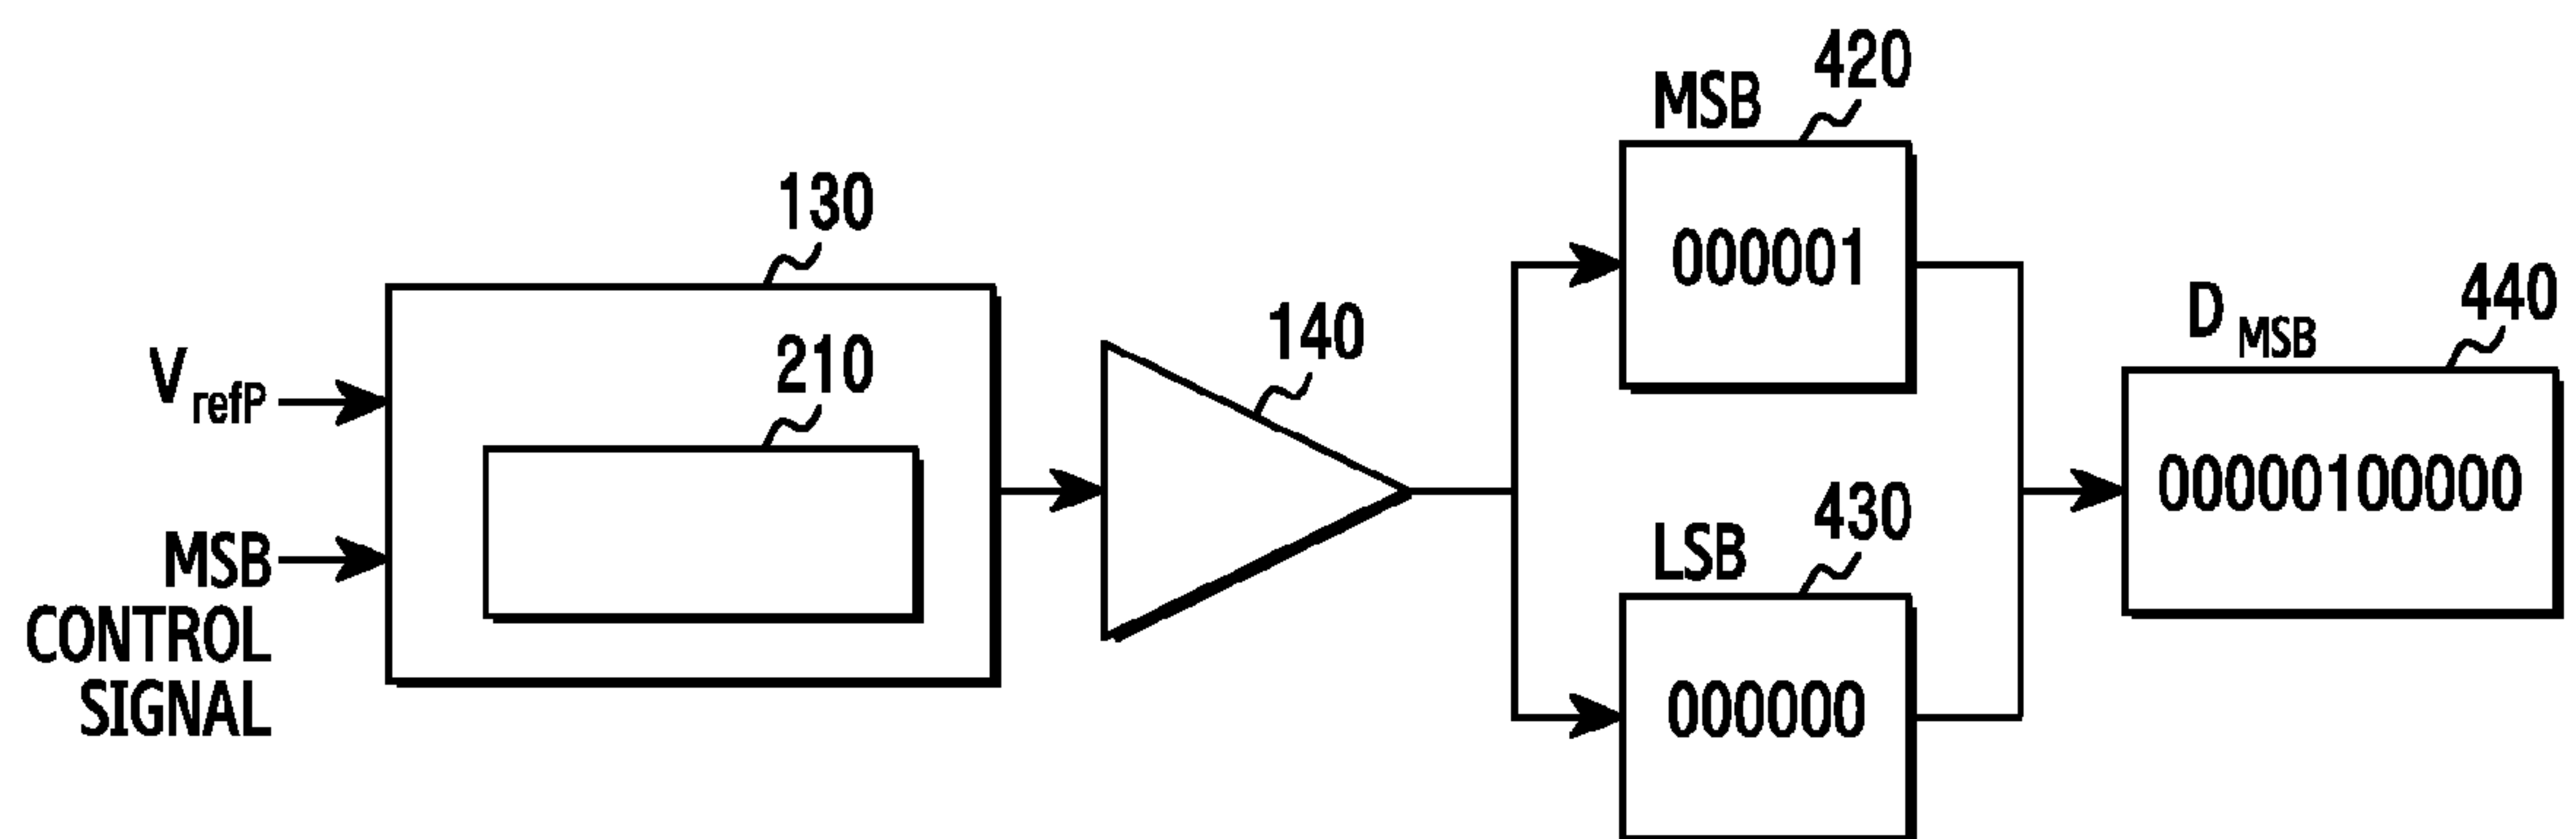 420
MSB
130
000001
440
D MSB
140
210
V refP
00000100000
430
LSB
MSB
CONTROL
SIGNAL
000000